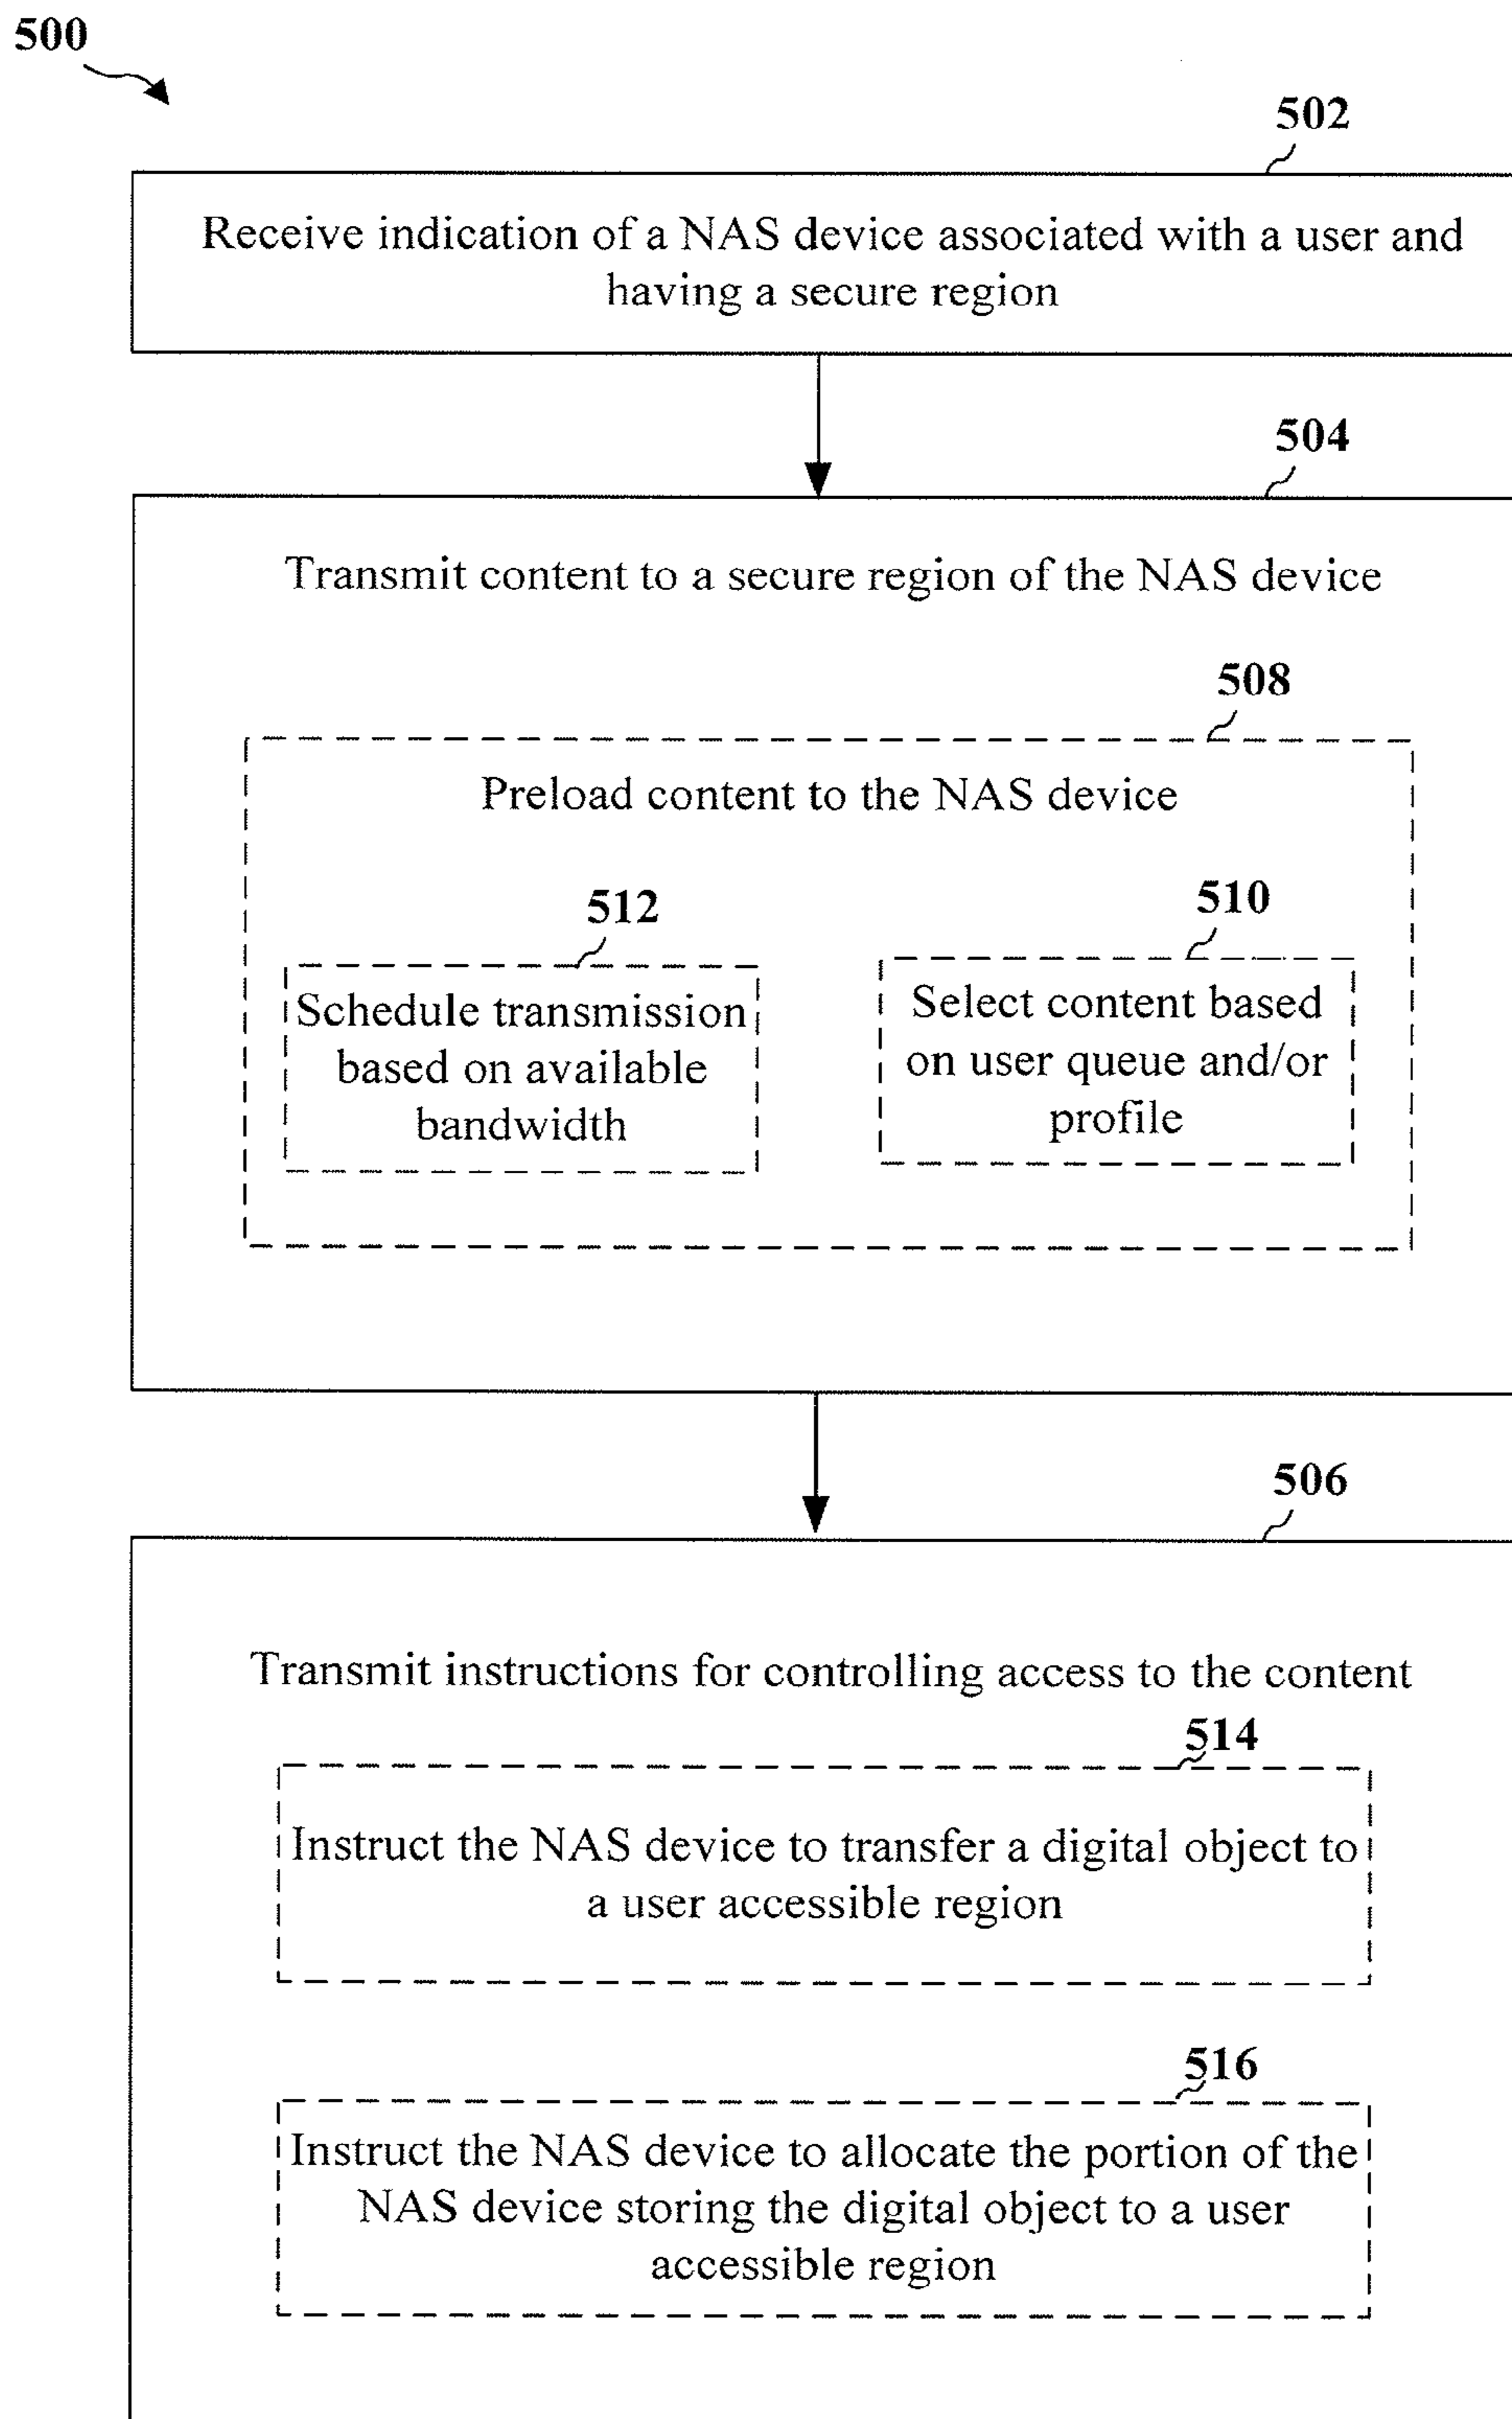 500
502
Receive indication of a NAS device associated with a user and
having a secure region
504
Transmit content to a secure region of the NAS device
508
Preload content to the NAS device
512
Schedule transmission
based on available
bandwidth
510
Select content based
on user queue and/or
profile
506
Transmit instructions for controlling access to the content
514
Instruct the NAS device to transfer a digital object to
a user accessible region
516
Instruct the NAS device to allocate the portion of the
NAS device storing the digital object to a user
accessible region